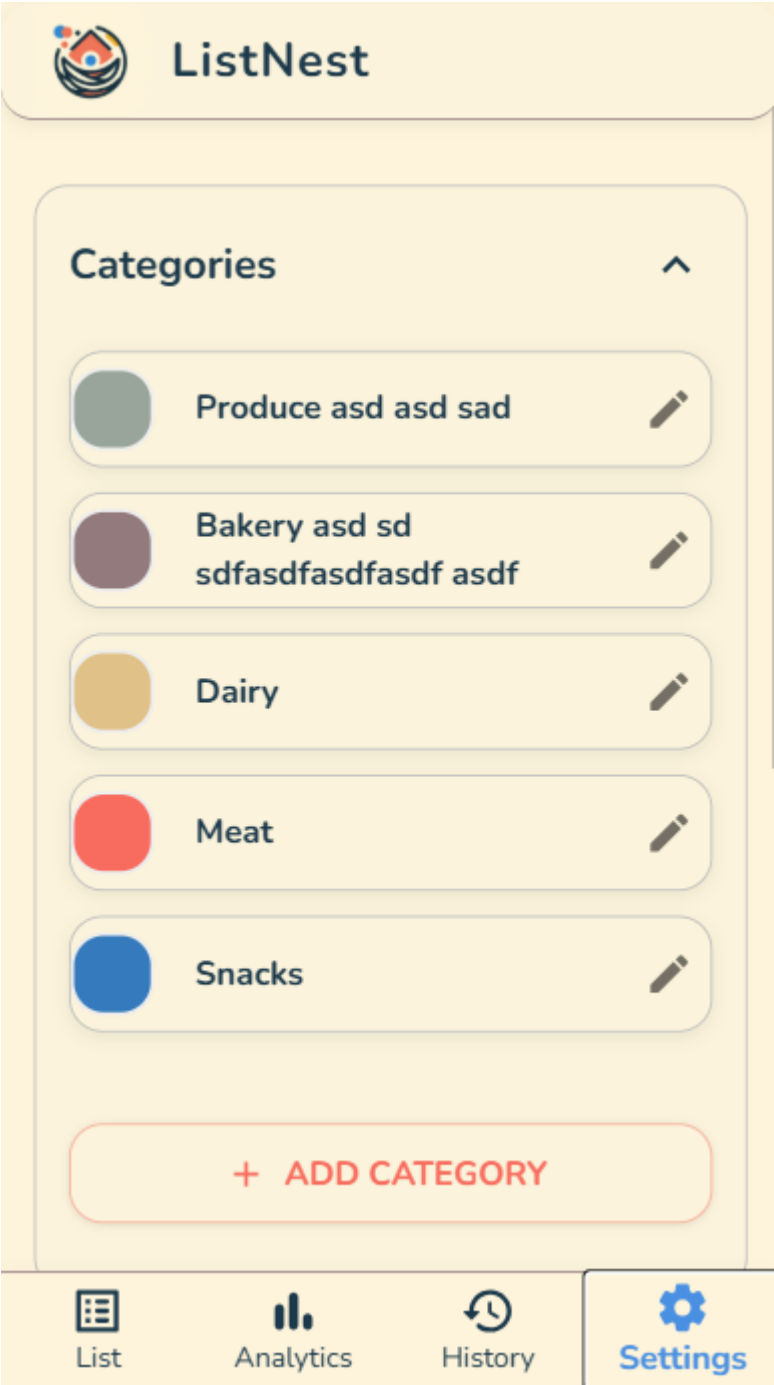 ListNest
Categories
Produce asd asd sad
Bakery asd sd
sdfasdfasdfasdf asdf
Dairy
Meat
Snacks
+ ADD CATEGORY
List
Analytics
History
Settings